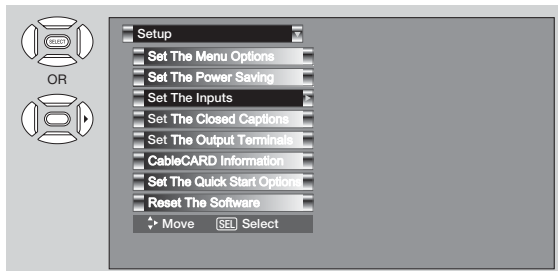 SELECT
OR
Setup
Set The Menu Options
Set The Power Saving
Set The Inputs
Set The Closed Captions
Set The Output Terminals
CableCARD Information
Set The Quick Start Options
Reset The Software
Move SEL Select